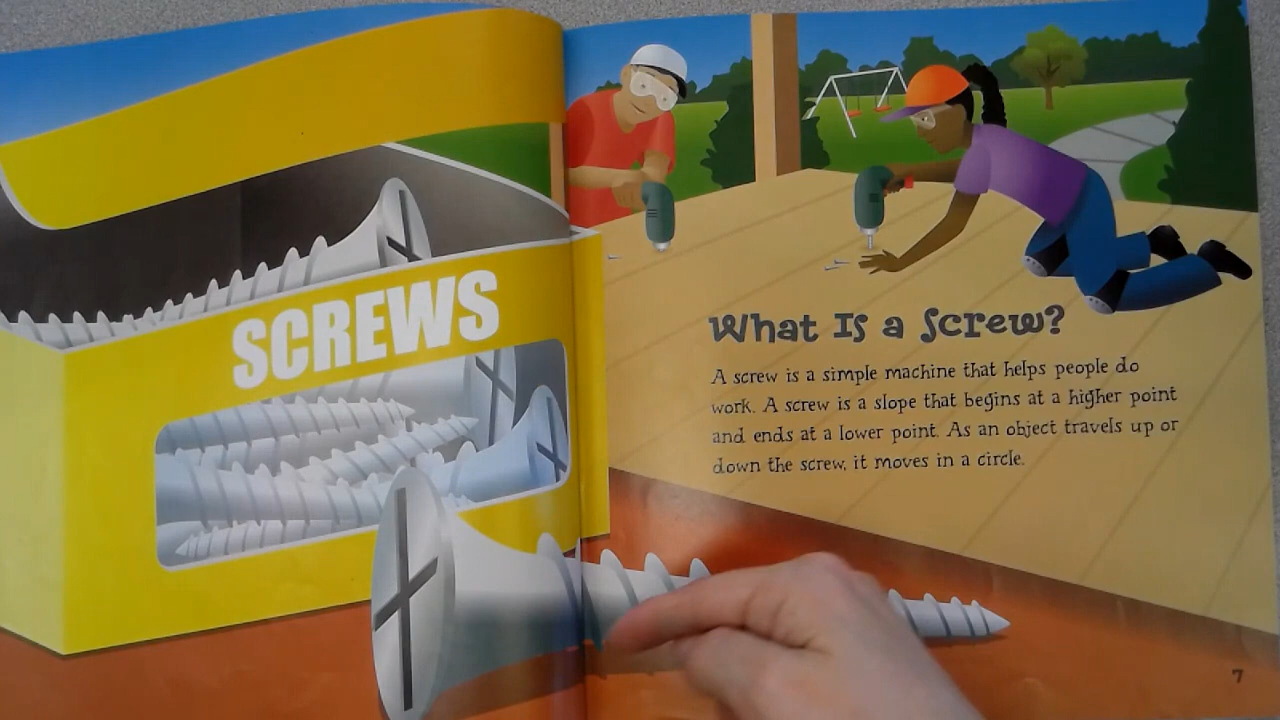 SCREWS
What Is a Screw?
A screw is a simple machine that helps people do
work. A screw is a slope that begins at a higher point
and ends at a lower point. As an object travels up or
down the screw, it moves in a circle.
7